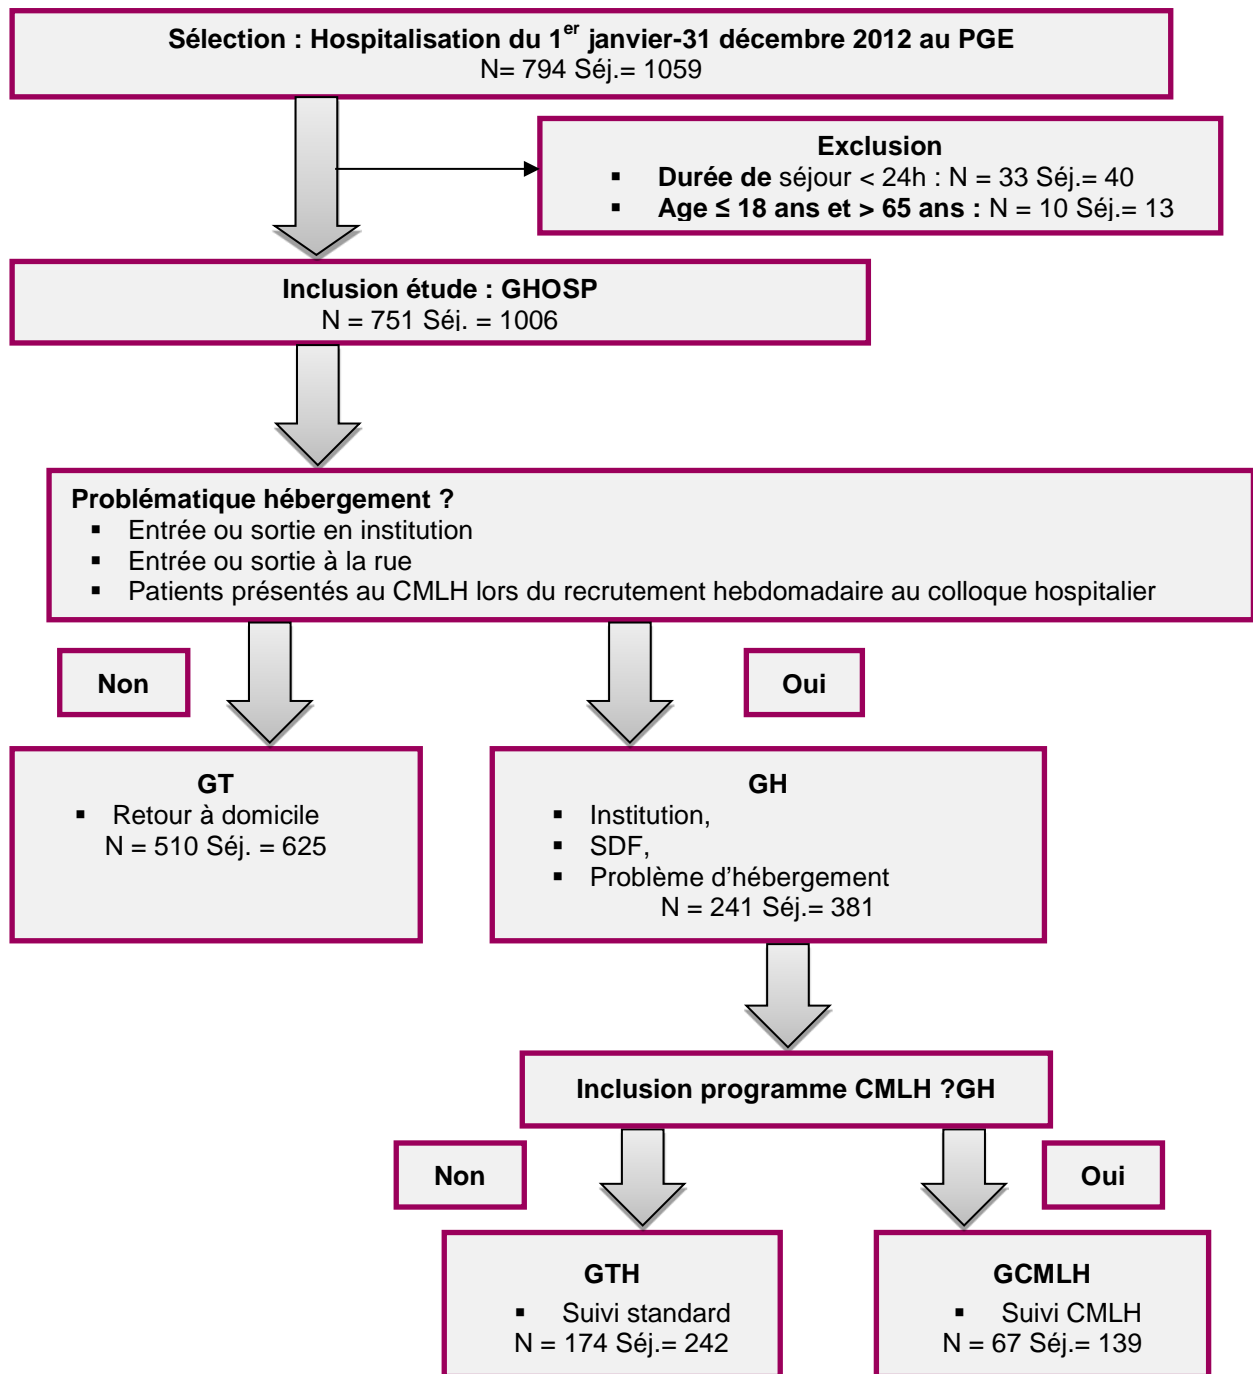 Sélection : Hospitalisation du 1er janvier-31 décembre 2012 au PGE
N= 794 Séj.= 1059
Exclusion
▪ Durée de séjour < 24h : N = 33 Séj.= 40
▪ Age ≤ 18 ans et > 65 ans : N = 10 Séj.= 13
Inclusion étude : GHOSP
N = 751 Séj. = 1006
Problématique hébergement ?
▪ Entrée ou sortie en institution
▪ Entrée ou sortie à la rue
▪ Patients présentés au CMLH lors du recrutement hebdomadaire au colloque hospitalier
Non
Oui
GT
▪ Retour à domicile
N = 510 Séj. = 625
GH
▪ Institution,
▪ SDF,
▪ Problème d'hébergement
N = 241 Séj.= 381
Inclusion programme CMLH ?GH
Non
Oui
GTH
▪ Suivi standard
N = 174 Séj.= 242
GCMLH
▪ Suivi CMLH
N = 67 Séj.= 139